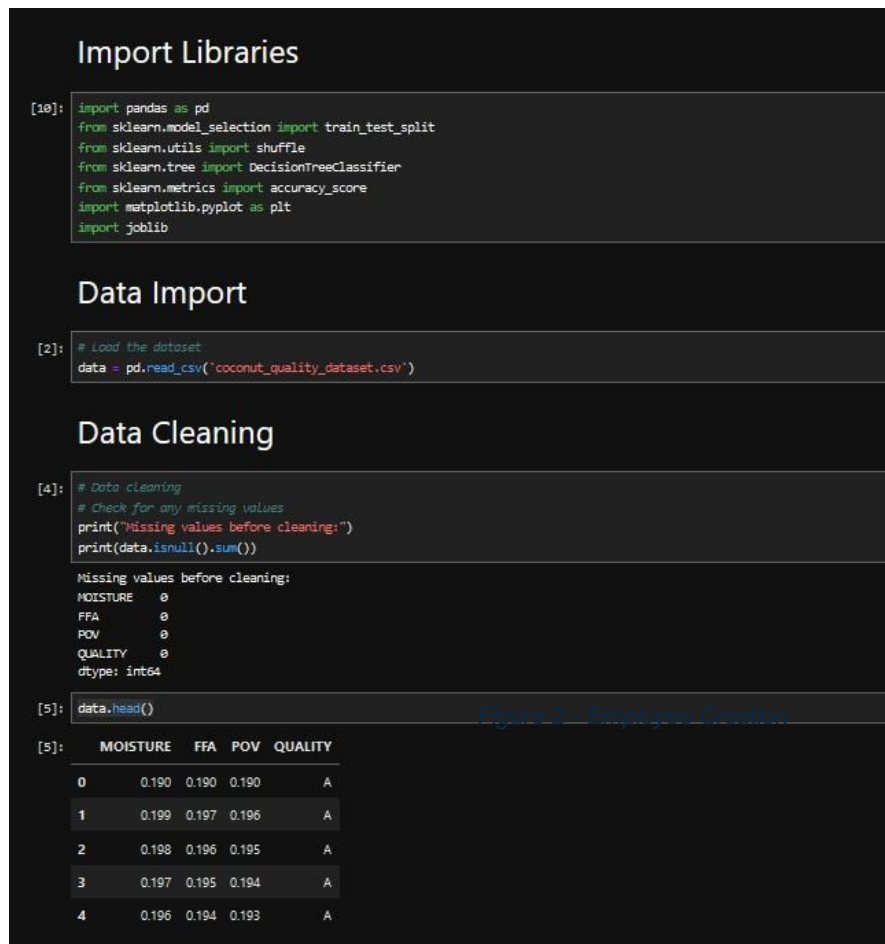 Import Libraries
[10]: import pandas as pd
from sklearn.model_selection import train_test_split
from sklearn.utils import shuffle
from sklearn.tree import DecisionTreeClassifier
from sklearn.metrics import accuracy_score
import matplotlib.pyplot as plt
import joblib
Data Import
[2]: # Load the dataset
data = pd.read_csv('coconut_quality_dataset.csv')
Data Cleaning
[4]: # Data cleaning
# Check for any missing values
print("Missing values before cleaning:")
print(data.isnull().sum())
Missing values before cleaning:
MOISTURE 0
FFA 0
POV 0
QUALITY 0
dtype: int64
[5]: data.head()
Employee Creation
[5]: MOISTURE FFA POV QUALITY
0 0.190 0.190 0.190 A
1 0.199 0.197 0.196 A
2 0.198 0.196 0.195 A
3 0.197 0.195 0.194 A
4 0.196 0.194 0.193 A